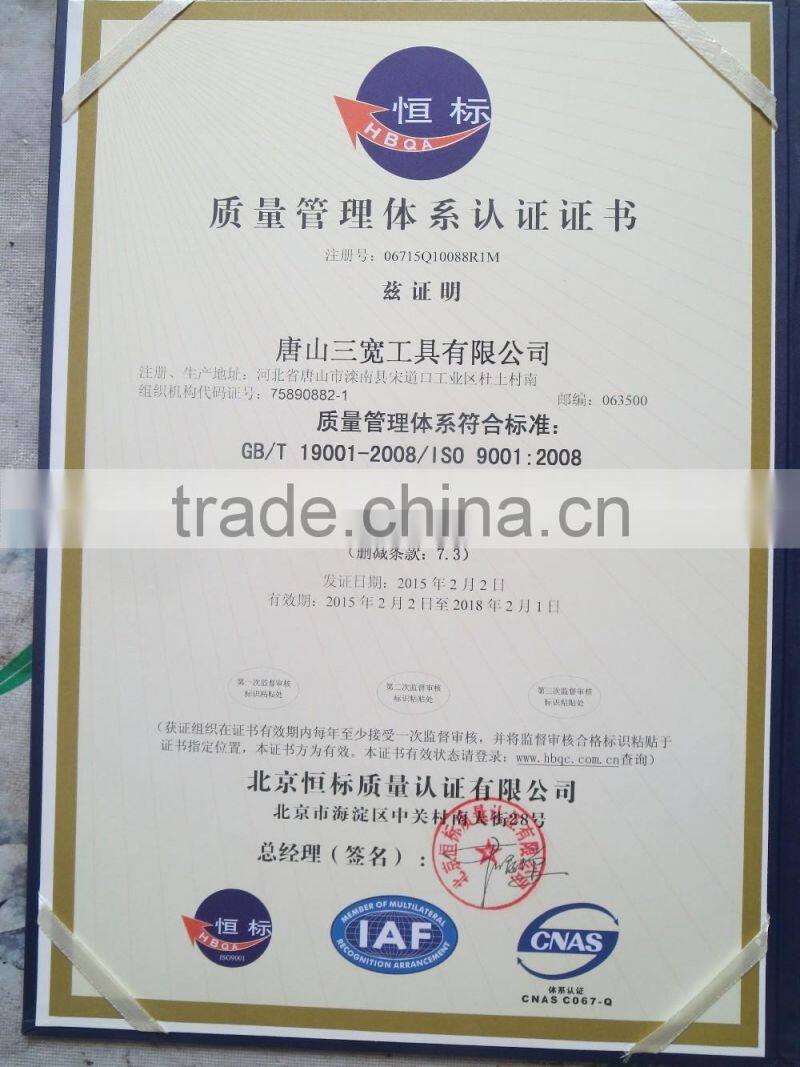 恒标
HBQA
质量管理体系认证证书
注册号：06715Q10088R1M
兹证明
唐山三宽工具有限公司
注册、生产地址：河北省唐山市滦南县宋道口工业区杜土村南
组织机构代码证号：75890882-1
邮编：063500
质量管理体系符合标准：
GB/T 19001-2008/ISO 9001:2008
trade.china.cn
（删减条款：7.3）
发证日期：2015年2月2日
有效期：2015年2月2日至2018年2月1日
第一次监督审核
标识粘贴处
第二次监督审核
标识粘贴处
第三次监督审核
标识粘贴处
（获证组织在证书有效期内每年至少接受一次监督审核，并将监督审核合格标识粘贴于
证书指定位置，本证书方为有效。本证书有效状态请登录：www.hbqc.com.cn查询）
北京恒标质量认证有限公司
北京市海淀区中关村南大街28号
总经理（签名）：
北京恒标质量认证有限公司
恒标
HBQA
ISO9001
MEMBER OF MULTILATERAL
IAF
RECOGNITION ARRANGEMENT
CNAS
体系认证
CNAS C067-Q